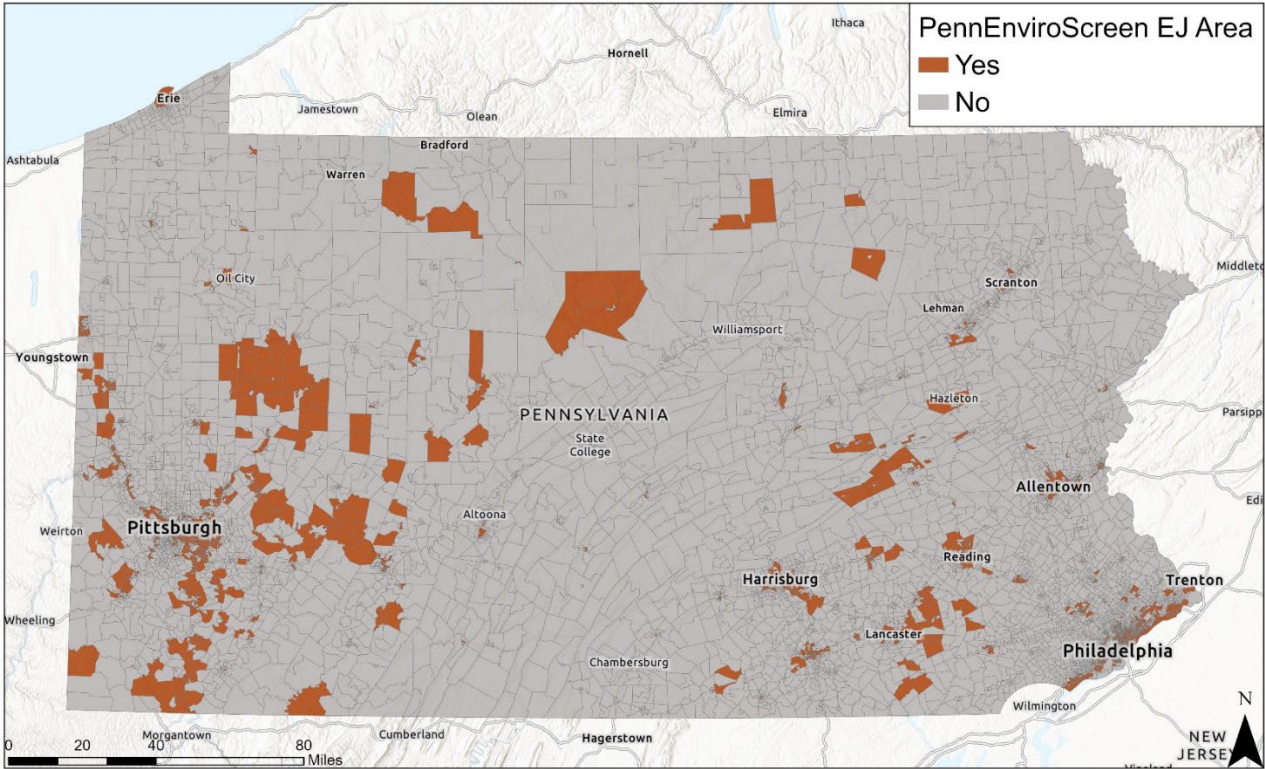 PennEnviroScreen EJ Area
Yes
No
Ithaca
Hornell
Erie
Jamestown
Olean
Elmira
Ashtabula
Bradford
Warren
Oil City
Middleto
Scranton
Lehman
Williamsport
Youngstown
PENNSYLVANIA
Hazleton
Parsipp
State
College
Allentown
Edi
Altoona
Weirton
Pittsburgh
Reading
Harrisburg
Trenton
Wheeling
Lancaster
Philadelphia
Chambersburg
Wilmington
N
Morgantown
Cumberland
Hagerstown
NEW
JERSEY
0 20 40 80
Miles
Vineland